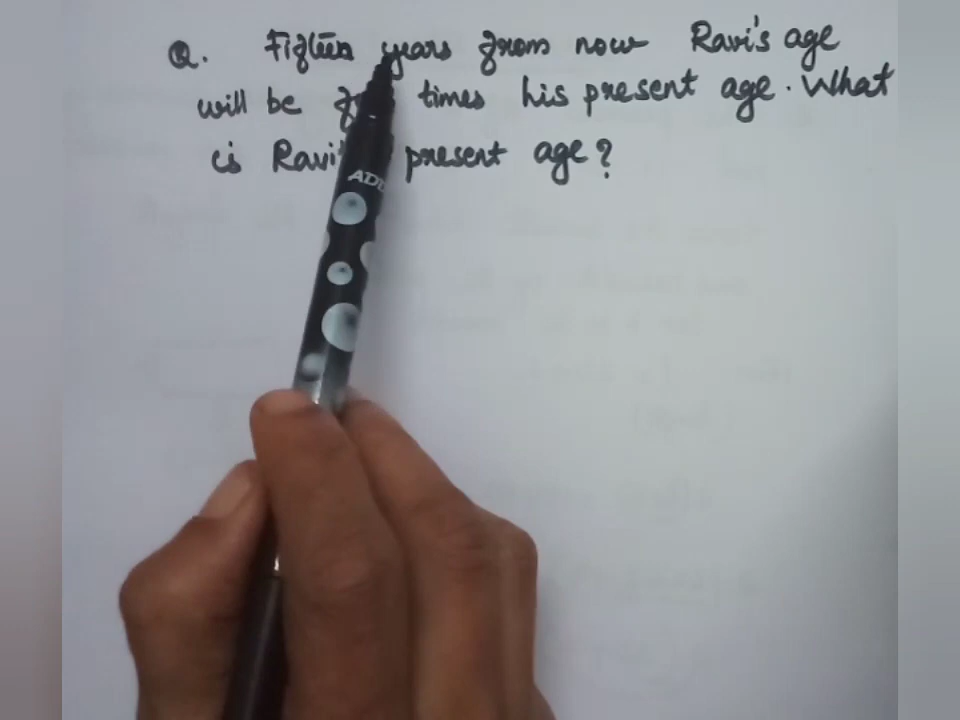 Q. Fifteen years from now Ravi's age
will be times his present age. What
is Ravi' present age?